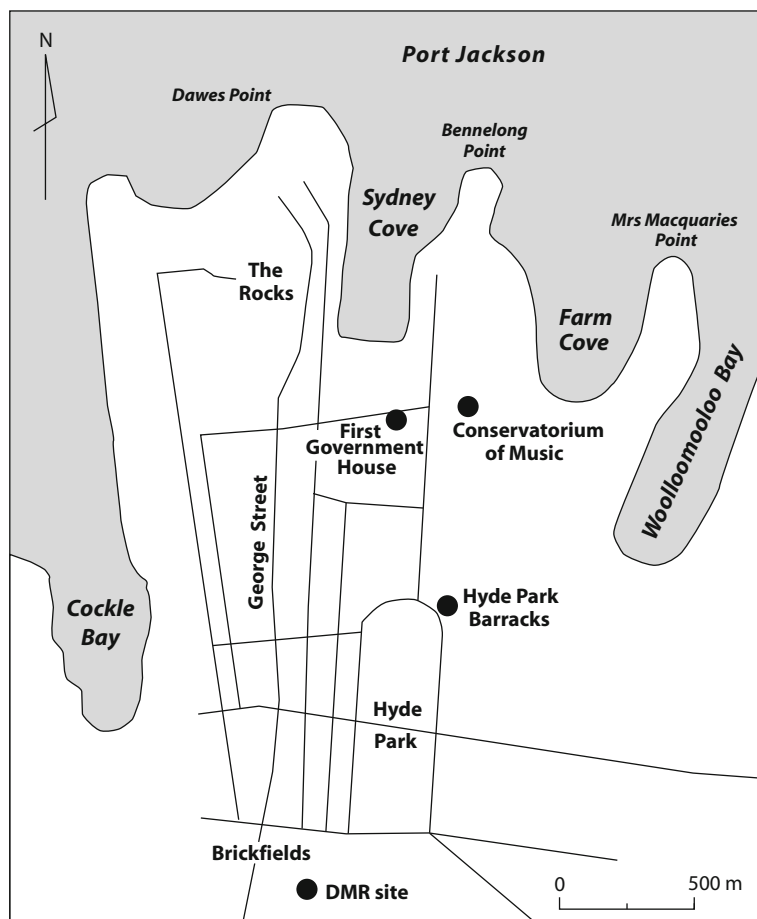 Port Jackson
N
Dawes Point
Bennelong
Point
Sydney
Cove
Mrs Macquaries
Point
The
Rocks
Farm
Cove
Woolloomooloo Bay
First
Government
House
Conservatorium
of Music
George Street
Cockle
Bay
Hyde Park
Barracks
Hyde
Park
Brickfields
DMR site
0 500 m